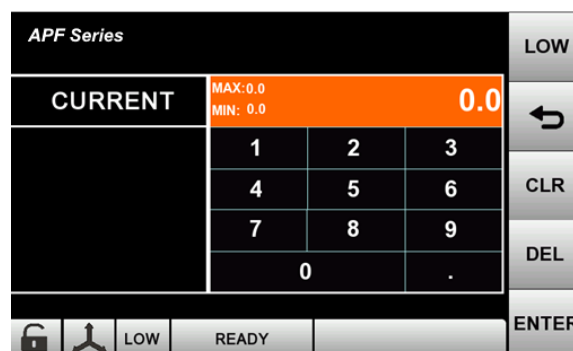 APF Series
LOW
CURRENT
MAX:0.0
MIN: 0.0
0.0
1 2 3
4 5 6
CLR
7 8 9
DEL
0 .
ENTER
LOW
READY